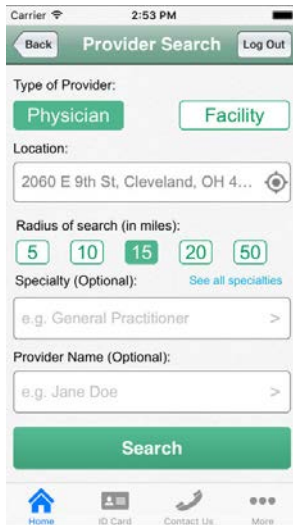 Carrier 2:53 PM
Back Provider Search Log Out
Type of Provider:
Physician Facility
Location:
2060 E 9th St, Cleveland, OH 4...
Radius of search (in miles):
5 10 15 20 50
Specialty (Optional): See all specialties
e.g. General Practitioner >
Provider Name (Optional):
e.g. Jane Doe >
Search
Home ID Card Contact Us More